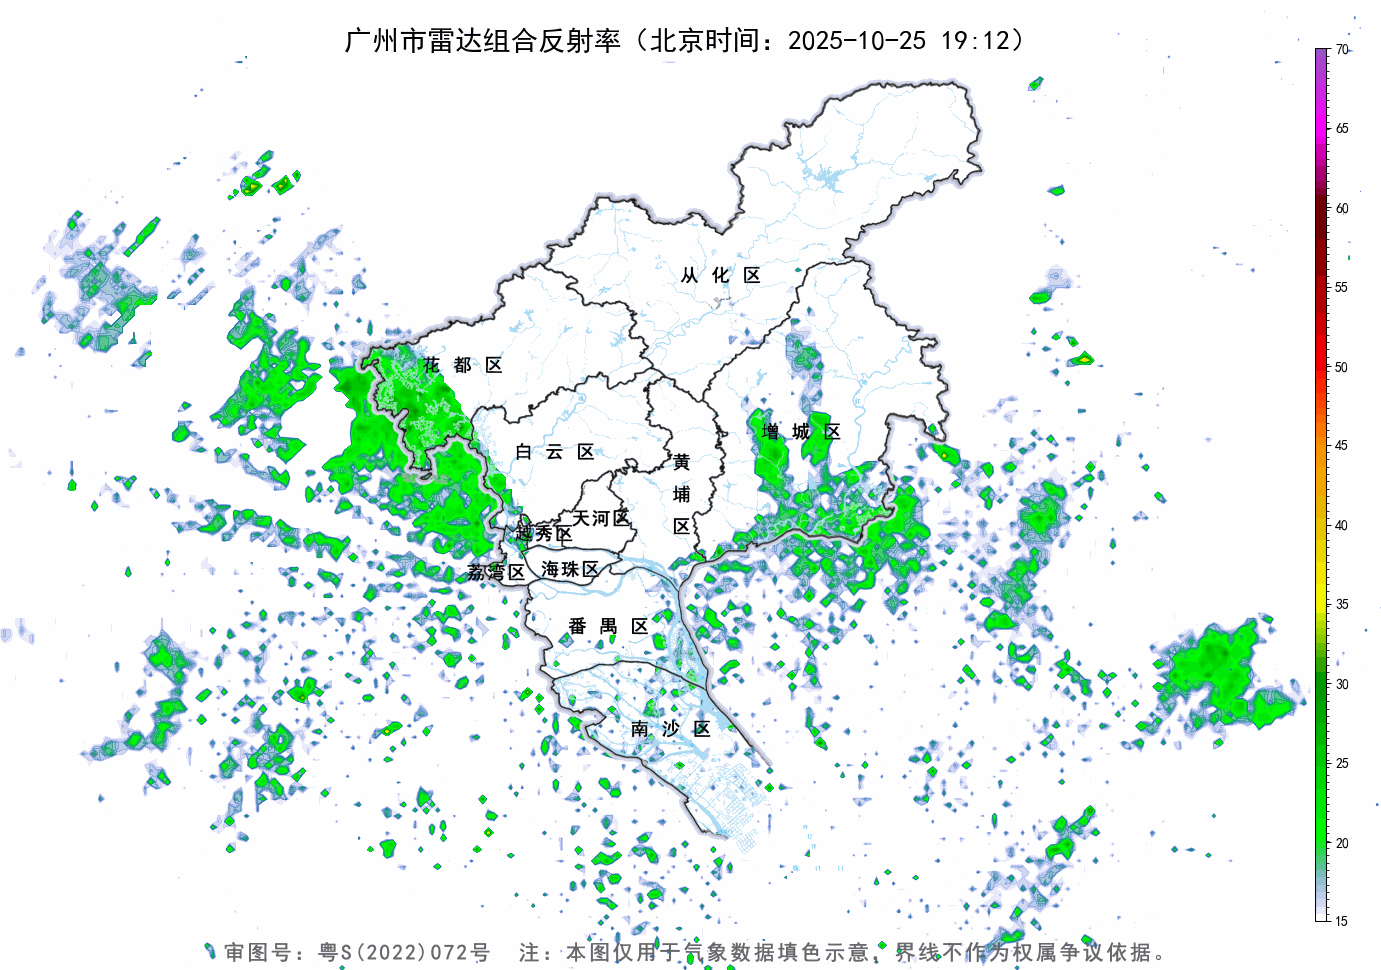 广州市雷达组合反射率（北京时间：2025-10-25 19:12）
70
65
60
55
50
45
40
35
30
25
20
15
从化区
花都区
增城区
白云区
黄埔区
天河区
越秀区
海珠区
荔湾区
番禺区
南沙区
审图号：粤S(2022)072号 注：本图仅用于气象数据填色示意，界线不作为权属争议依据。